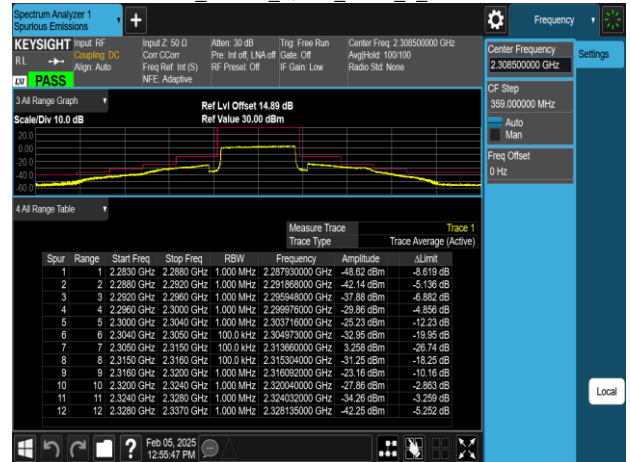 Spectrum Analyzer 1
Spurious Emissions
Frequency
KEYSIGHT Input: RF Input Z: 50 Ω Atten: 30 dB Trig: Free Run Center Freq: 2.308500000 GHz
RL Coupling: DC Corr CCorr Pre: Int off, LNA off Gate: Off Avg|Hold: 100/100
Align: Auto Freq Ref: Int (S) RF Preset: Off IF Gain: Low Radio Std: None
LXI PASS NFE: Adaptive
Center Frequency
2.308500000 GHz
Settings
CF Step
359.000000 MHz
Auto
Man
Freq Offset
0 Hz
3 All Range Graph
Ref Lvl Offset 14.89 dB
Scale/Div 10.0 dB Ref Value 30.00 dBm
20.0
0.00
-20.0
-40.0
-60.0
4 All Range Table
Measure Trace Trace 1
Trace Type Trace Average (Active)
Spur Range Start Freq Stop Freq RBW Frequency Amplitude ΔLimit
1 1 2.2830 GHz 2.2880 GHz 1.000 MHz 2.287930000 GHz -48.62 dBm -8.619 dB
2 2 2.2880 GHz 2.2920 GHz 1.000 MHz 2.291868000 GHz -42.14 dBm -5.136 dB
3 3 2.2920 GHz 2.2960 GHz 1.000 MHz 2.295948000 GHz -37.88 dBm -6.882 dB
4 4 2.2960 GHz 2.3000 GHz 1.000 MHz 2.299976000 GHz -29.86 dBm -4.856 dB
5 5 2.3000 GHz 2.3040 GHz 1.000 MHz 2.303716000 GHz -25.23 dBm -12.23 dB
6 6 2.3040 GHz 2.3050 GHz 100.0 kHz 2.304973000 GHz -32.95 dBm -19.95 dB
7 7 2.3050 GHz 2.3150 GHz 100.0 kHz 2.313660000 GHz 3.258 dBm -26.74 dB
8 8 2.3150 GHz 2.3160 GHz 100.0 kHz 2.315304000 GHz -31.25 dBm -18.25 dB
9 9 2.3160 GHz 2.3200 GHz 1.000 MHz 2.316092000 GHz -23.16 dBm -10.16 dB
10 10 2.3200 GHz 2.3240 GHz 1.000 MHz 2.320040000 GHz -27.86 dBm -2.863 dB
11 11 2.3240 GHz 2.3280 GHz 1.000 MHz 2.324032000 GHz -34.26 dBm -3.259 dB
12 12 2.3280 GHz 2.3370 GHz 1.000 MHz 2.328135000 GHz -42.25 dBm -5.252 dB
Local
Feb 05, 2025
12:55:47 PM